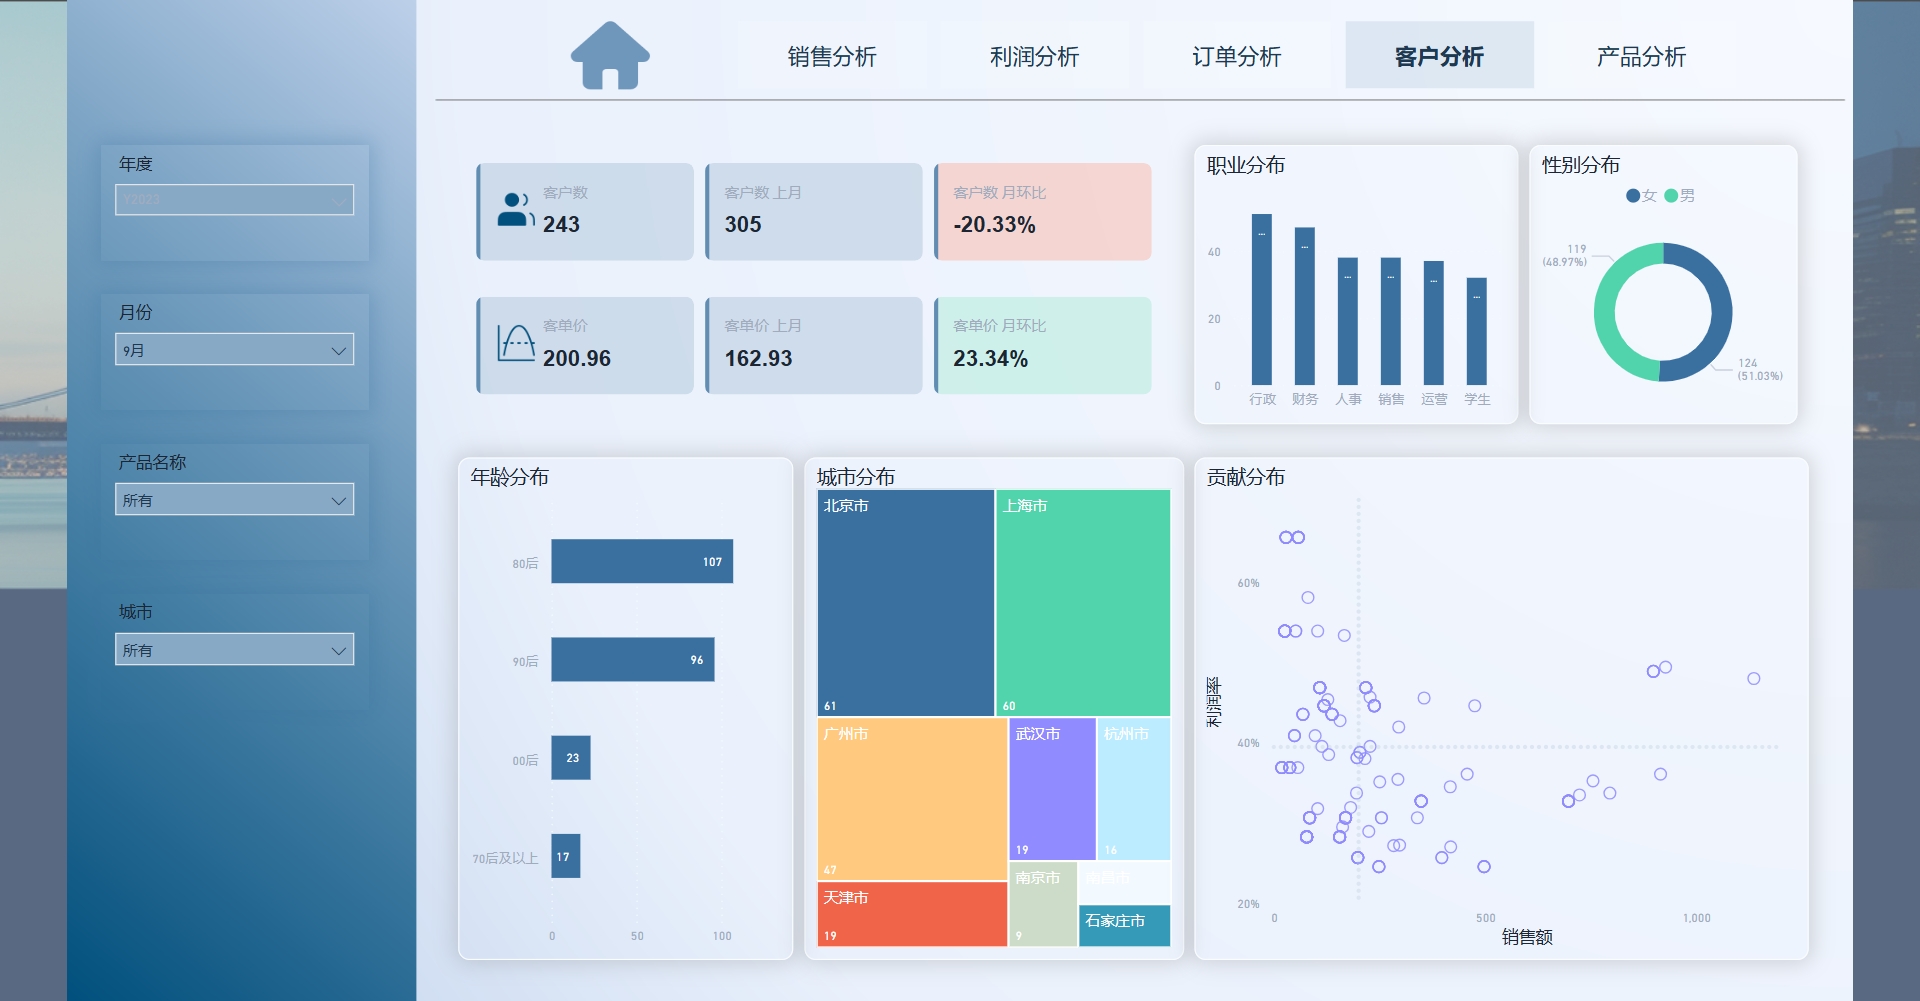 销售分析
利润分析
订单分析
客户分析
产品分析
年度
Y2023
月份
9月
产品名称
所有
城市
所有
客户数
243
客户数 上月
305
客户数 月环比
-20.33%
客单价
200.96
客单价 上月
162.93
客单价 月环比
23.34%
职业分布
40
20
0
...
...
...
...
...
...
行政
财务
人事
销售
运营
学生
性别分布
女
男
119
(48.97%)
124
(51.03%)
年龄分布
80后
107
90后
96
00后
23
70后及以上
17
0
50
100
城市分布
北京市
61
上海市
60
广州市
47
武汉市
19
杭州市
16
天津市
19
南京市
9
石家庄市
贡献分布
利润率
60%
40%
20%
0
500
1,000
销售额